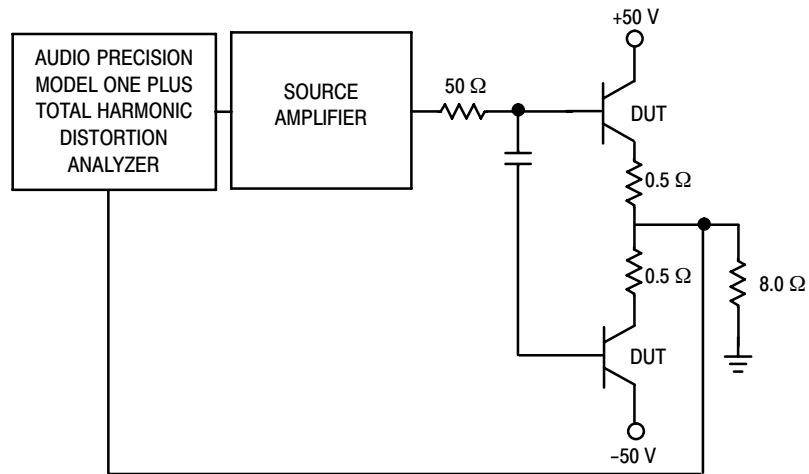 +50 V
AUDIO PRECISION
MODEL ONE PLUS
TOTAL HARMONIC
DISTORTION
ANALYZER
SOURCE
AMPLIFIER
50 Ω
DUT
0.5 Ω
0.5 Ω
8.0 Ω
DUT
–50 V